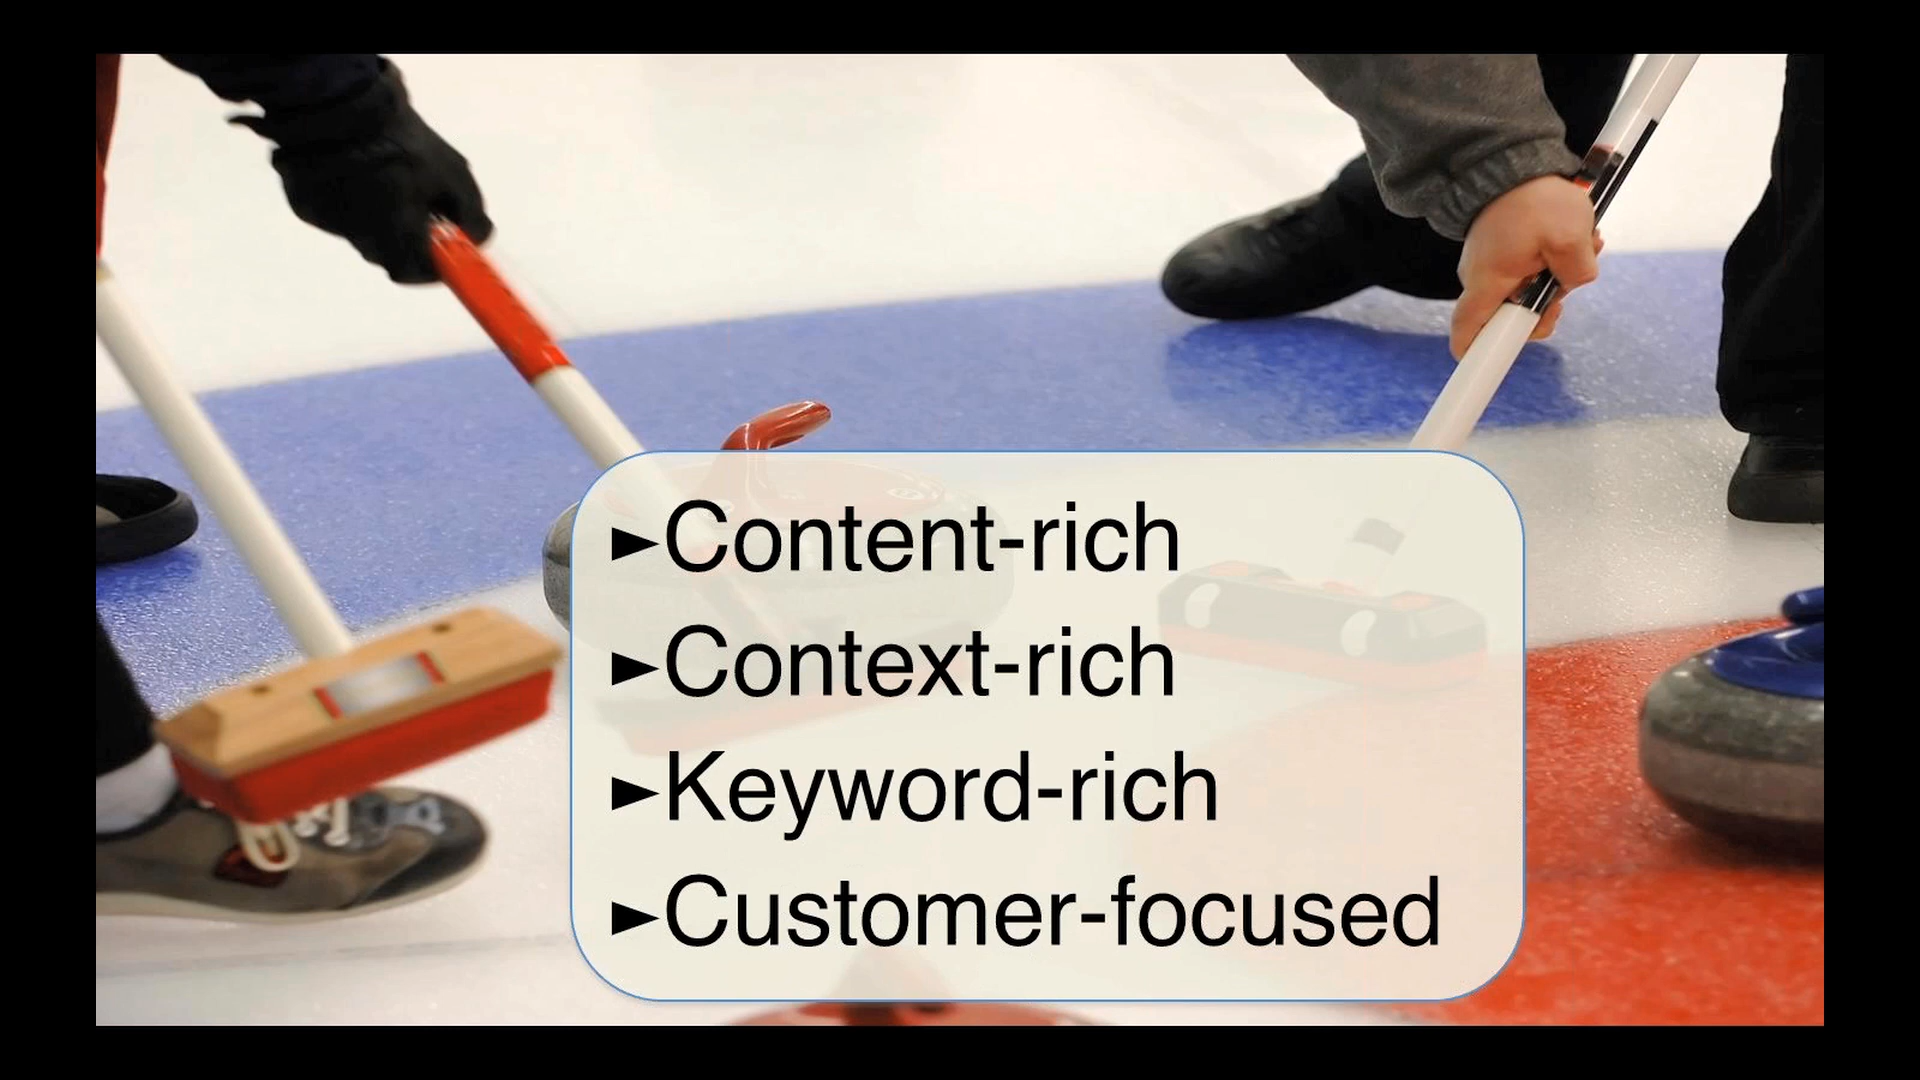 ►Content-rich
►Context-rich
►Keyword-rich
►Customer-focused